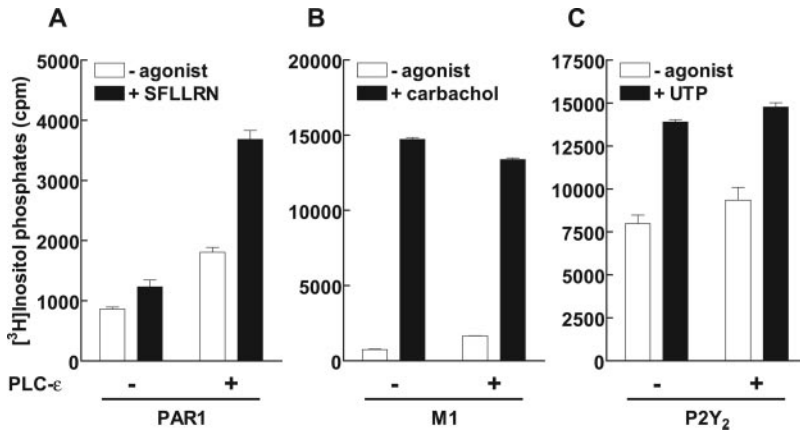 A
B
C
[³H]Inositol phosphates (cpm)
5000
4000
3000
2000
1000
0
- agonist
+ SFLLRN
20000
15000
10000
5000
0
- agonist
+ carbachol
17500
15000
12500
10000
7500
5000
2500
0
- agonist
+ UTP
PLC-ε - + - + - +
PAR1 M1 P2Y₂